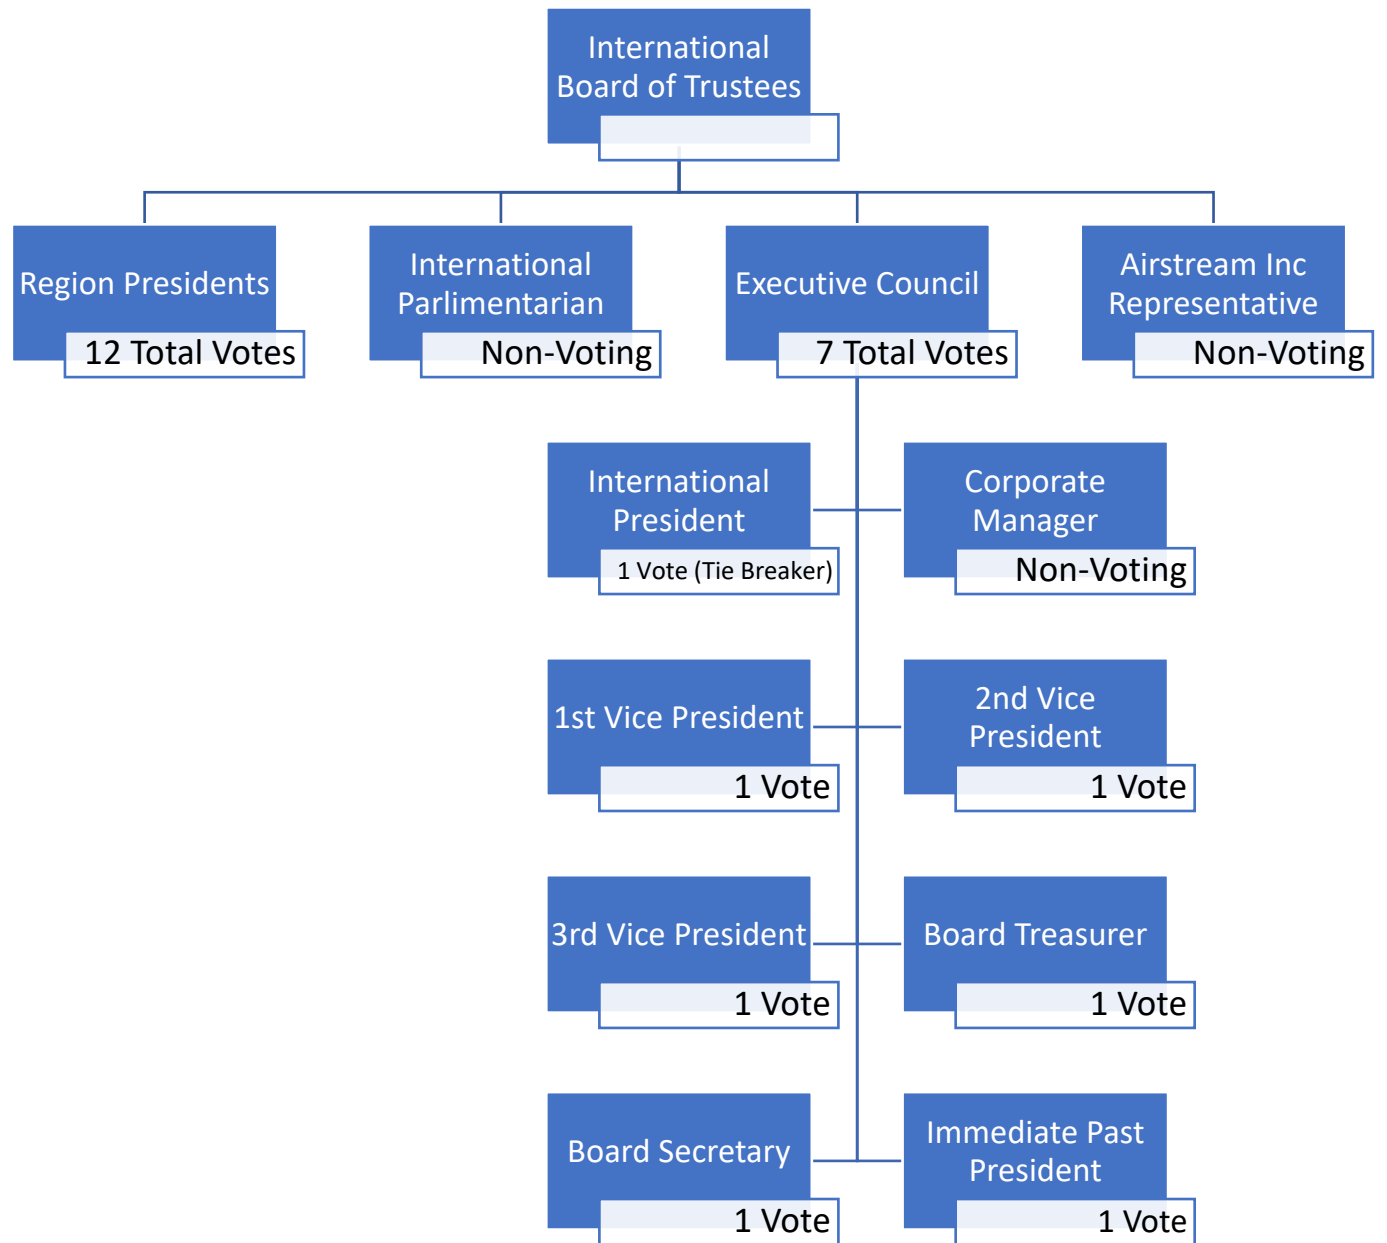 International
Board of Trustees
Region Presidents
12 Total Votes
International
Parlimentarian
Non-Voting
Executive Council
7 Total Votes
Airstream Inc
Representative
Non-Voting
International
President
1 Vote (Tie Breaker)
Corporate
Manager
Non-Voting
1st Vice President
1 Vote
2nd Vice
President
1 Vote
3rd Vice President
1 Vote
Board Treasurer
1 Vote
Board Secretary
1 Vote
Immediate Past
President
1 Vote